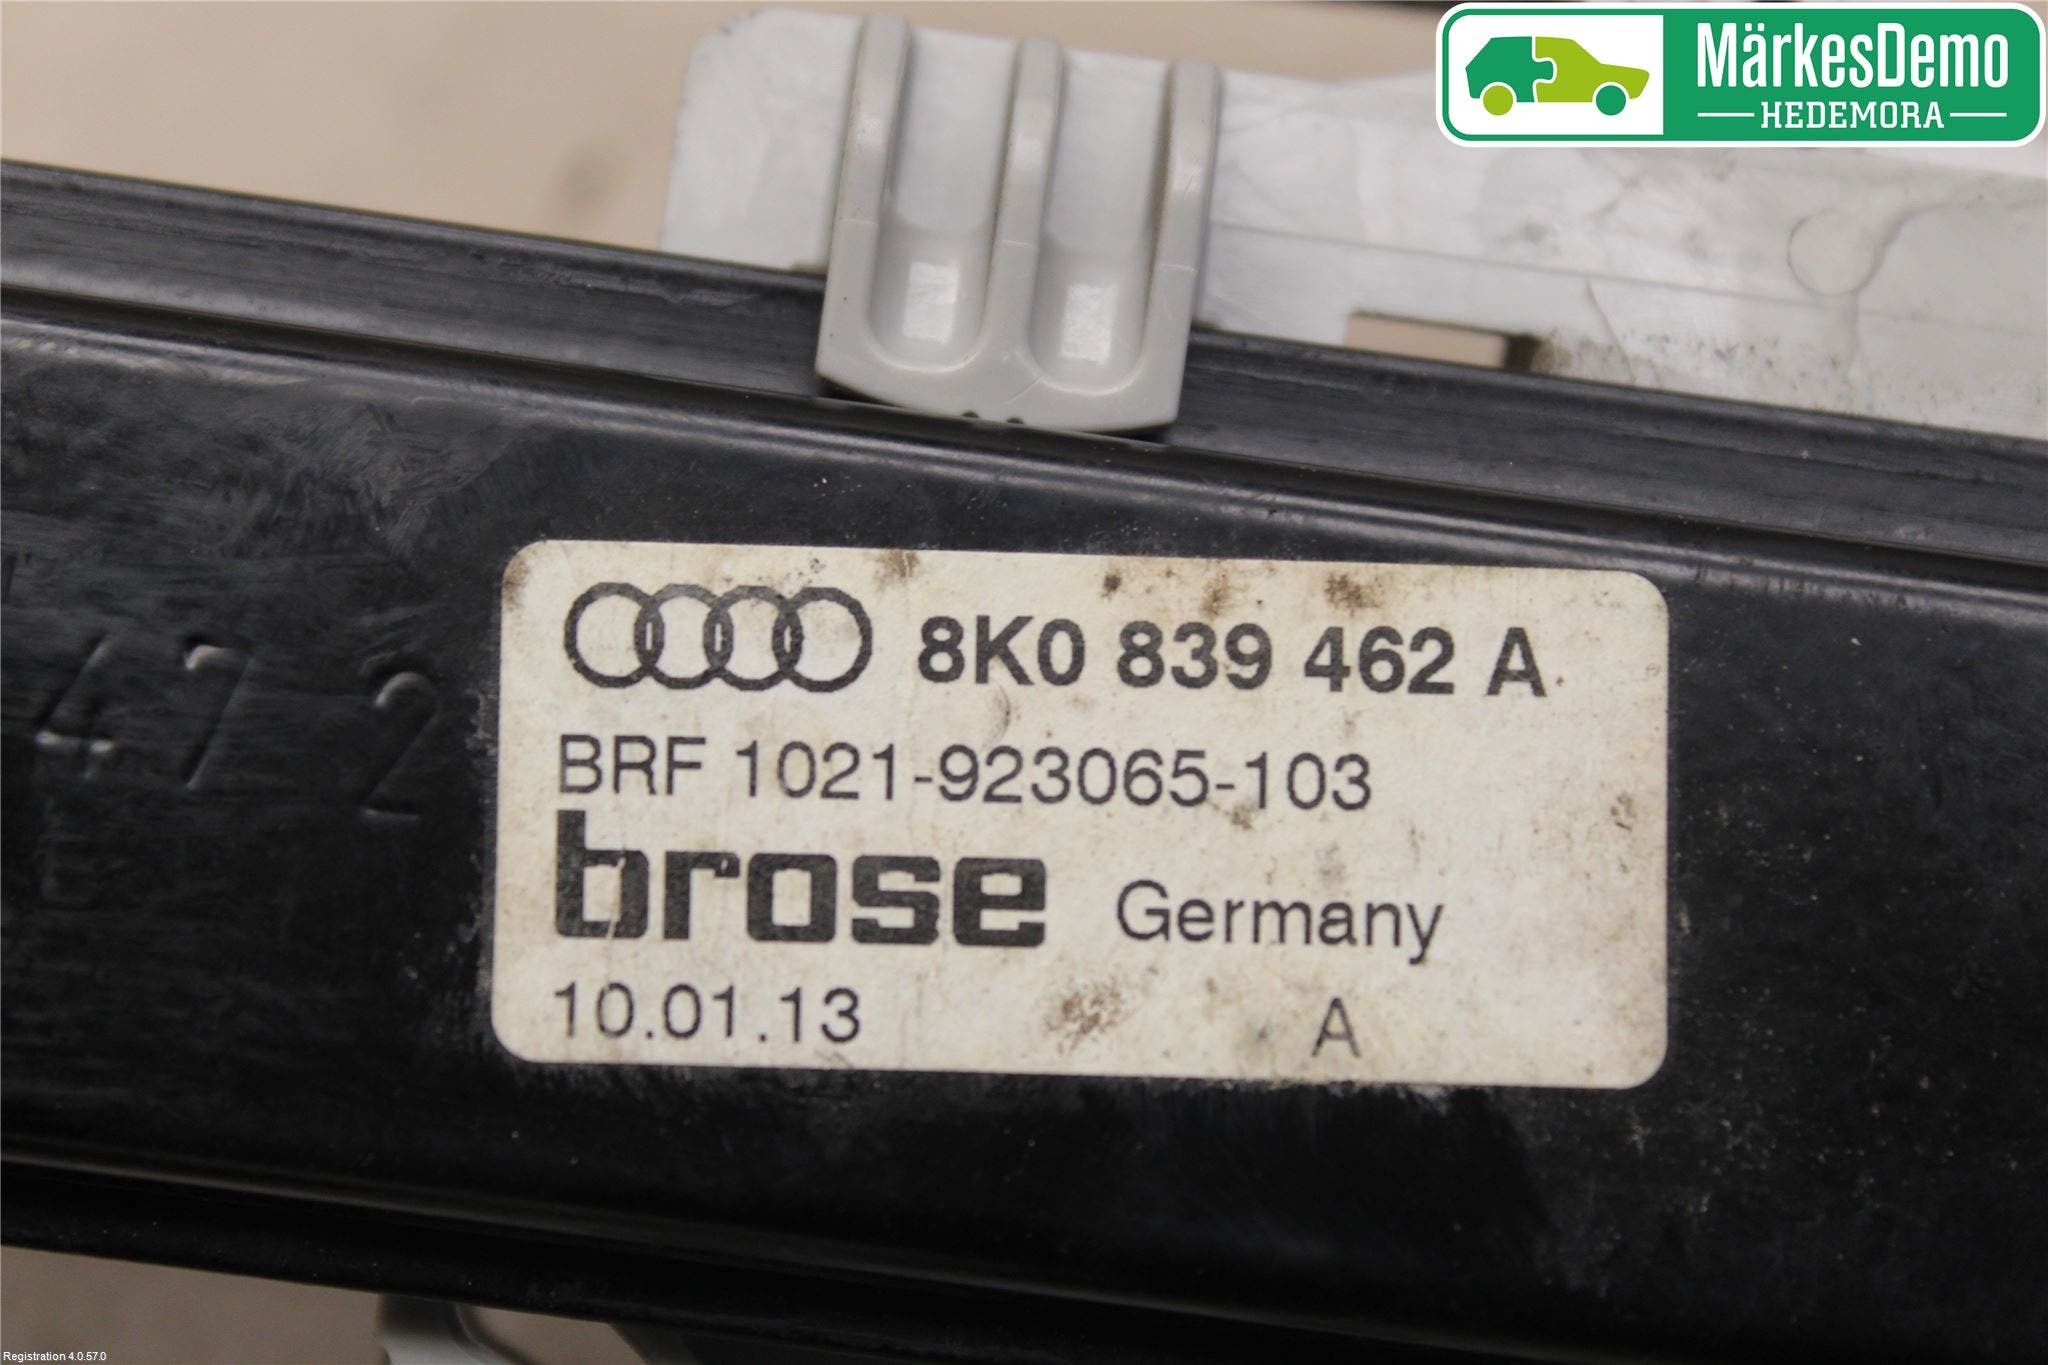 MärkesDemo
HEDEMORA
8K0 839 462 A
472
BRF 1021-923065-103
brose Germany
10.01.13 A
Registration 4.0.57.0